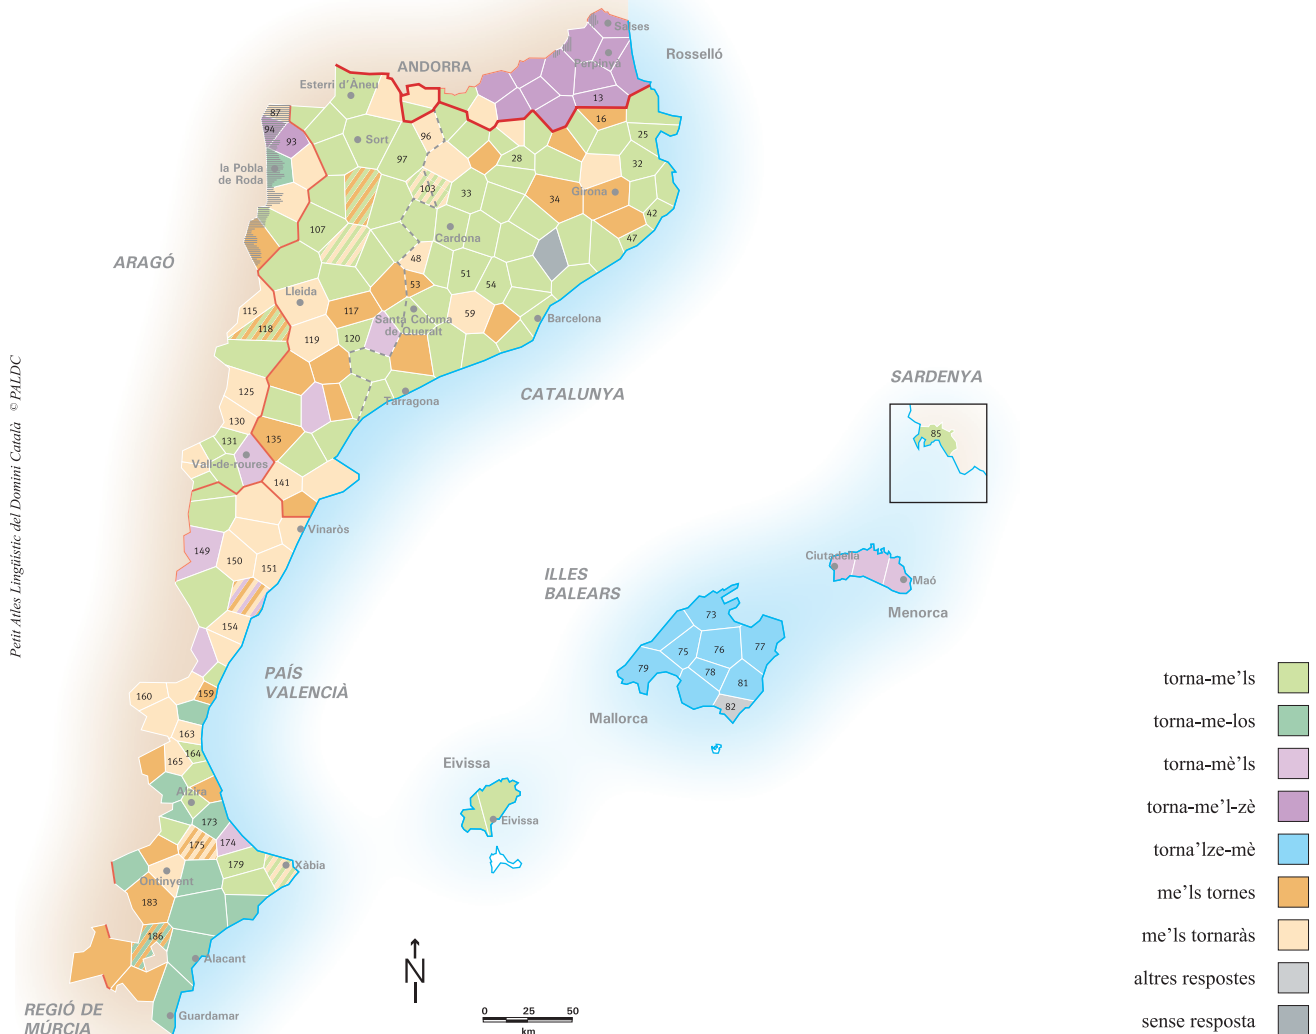 Salses
Rosselló
Perpinyà
ANDORRA
Esterri d'Àneu
13
87
16
94
93
96
25
Sort
97
28
32
la Pobla
de Roda
103
33
34
Girona
42
107
Cardona
47
ARAGÓ
48
51
54
53
Lleida
115
117
59
Santa Coloma
de Queralt
Barcelona
118
119
120
CATALUNYA
SARDENYA
125
Tarragona
130
131
135
85
Vall-de-roures
141
Vinaròs
149
150
151
ILLES
BALEARS
Ciutadella
Maó
Menorca
154
73
75
76
77
79
78
81
82
Mallorca
PAÍS
VALENCIÀ
160
159
163
164
165
Alzira
173
174
175
179
Xàbia
Ontinyent
183
186
Alacant
Guardamar
REGIÓ DE
MÚRCIA
Eivissa
Eivissa
N
0 25 50
km
torna-me'ls
torna-me-los
torna-mè'ls
torna-me'l-zè
torna'lze-mè
me'ls tornes
me'ls tornaràs
altres respostes
sense resposta
Petit Atles Lingüístic del Domini Català © PALDC